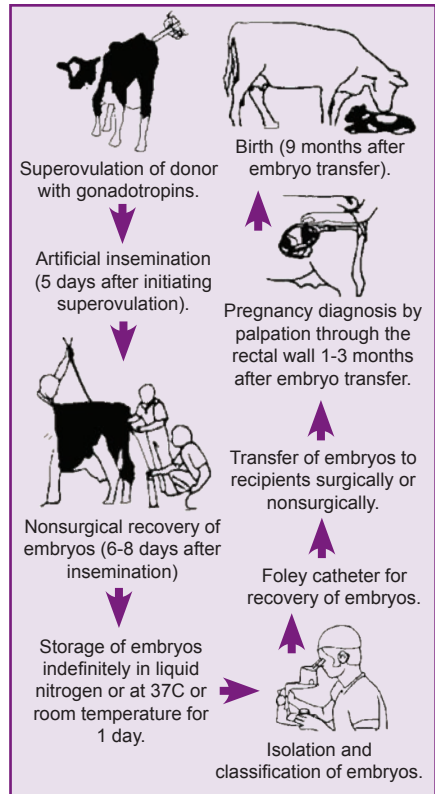 Superovulation of donor
with gonadotropins.
Artificial insemination
(5 days after initiating
superovulation).
Nonsurgical recovery of
embryos (6-8 days after
insemination)
Storage of embryos
indefinitely in liquid
nitrogen or at 37C or
room temperature for
1 day.
Isolation and
classification of embryos.
Foley catheter for
recovery of embryos.
Transfer of embryos to
recipients surgically or
nonsurgically.
Pregnancy diagnosis by
palpation through the
rectal wall 1-3 months
after embryo transfer.
Birth (9 months after
embryo transfer).